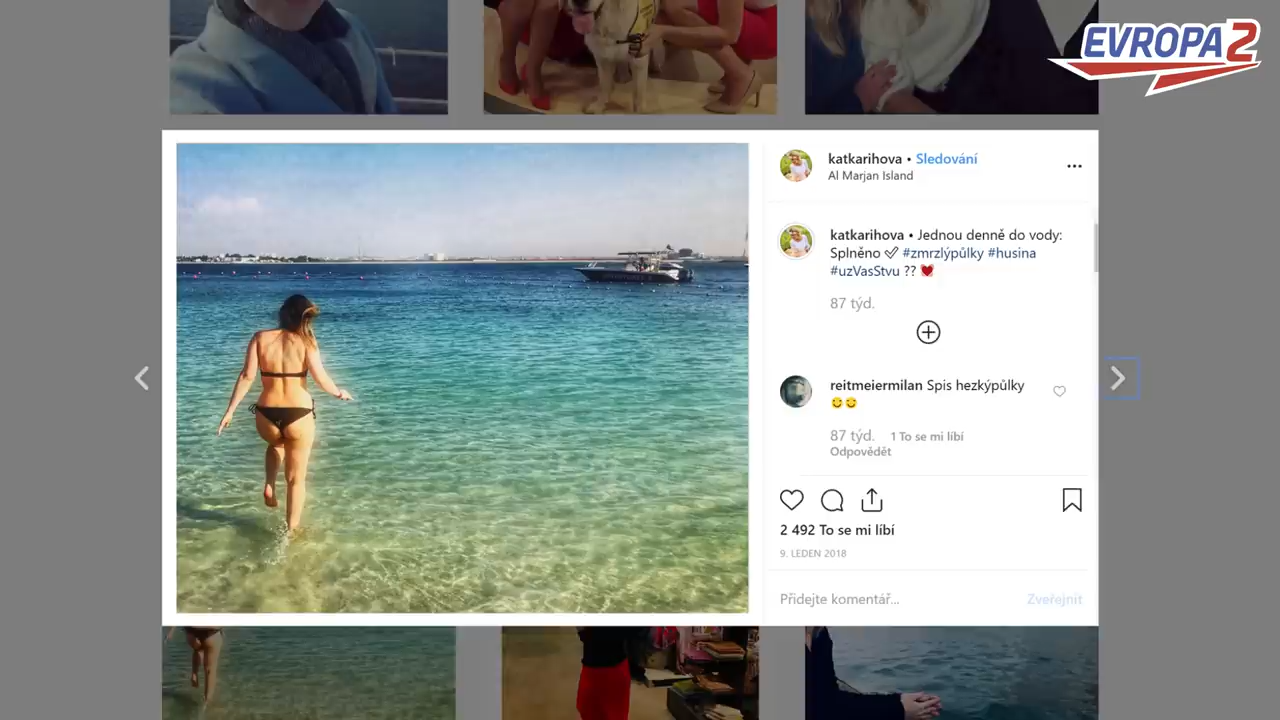 EVROPA 2
katkarihova • Sledování
Al Marjan Island
katkarihova • Jednou denně do vody:
Splněno ✓ #zmrzlýpůlky #husina
#uzVasStvu ?? 💓
87 týd.
reitmeiermilan Spis hezkýpůlky
😊😊
87 týd. 1 To se mi líbí
Odpovědět
2 492 To se mi líbí
9. LEDEN 2018
Přidejte komentář...
Zveřejnit